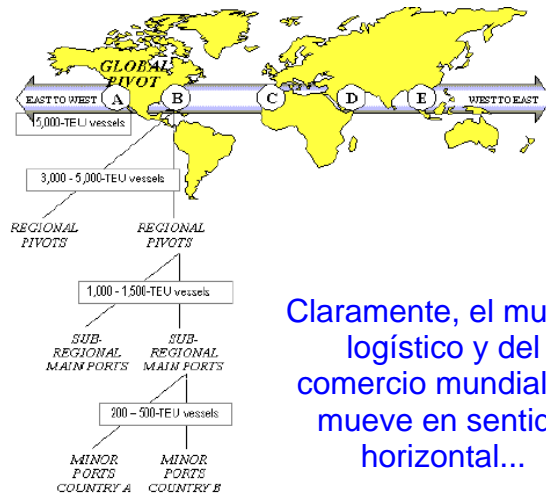 GLOBAL
PIVOT
EAST TO WEST A B C D E WEST TO EAST
5,000-TEU vessels
3,000 - 5,000-TEU vessels
REGIONAL REGIONAL
PIVOTS PIVOTS
1,000 - 1,500-TEU vessels
SUB- SUB-
REGIONAL REGIONAL
MAIN PORTS MAIN PORTS
200 – 500-TEU vessels
MINOR MINOR
PORTS PORTS
COUNTRY A COUNTRY B
Claramente, el mu
logístico y del
comercio mundial
mueve en sentid
horizontal...